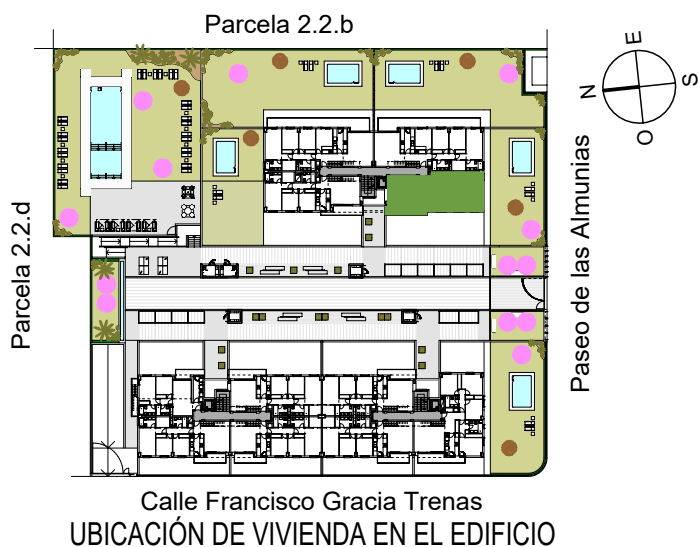 Parcela 2.2.b
E
N
S
O
Parcela 2.2.d
Paseo de las Almunias
Calle Francisco Gracia Trenas
UBICACIÓN DE VIVIENDA EN EL EDIFICIO